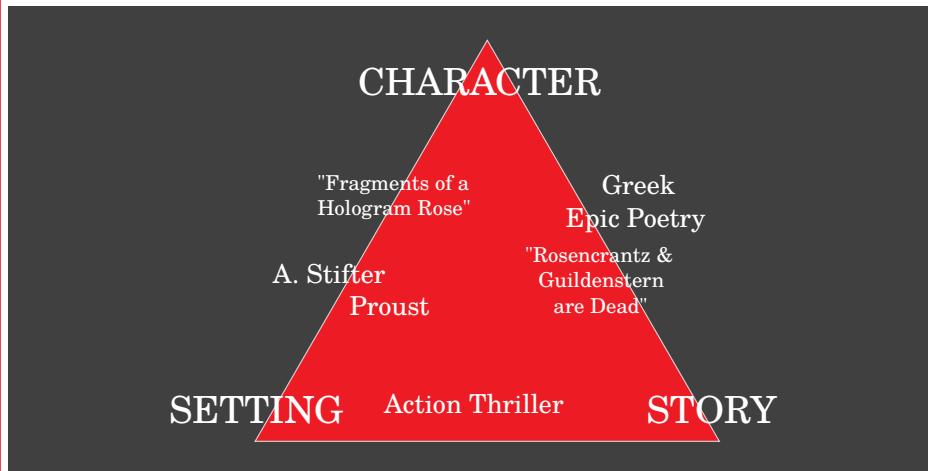 CHARACTER
"Fragments of a
Hologram Rose"
Greek
Epic Poetry
"Rosencrantz &
Guildenstern
are Dead"
A. Stifter
Proust
SETTING
Action Thriller
STORY